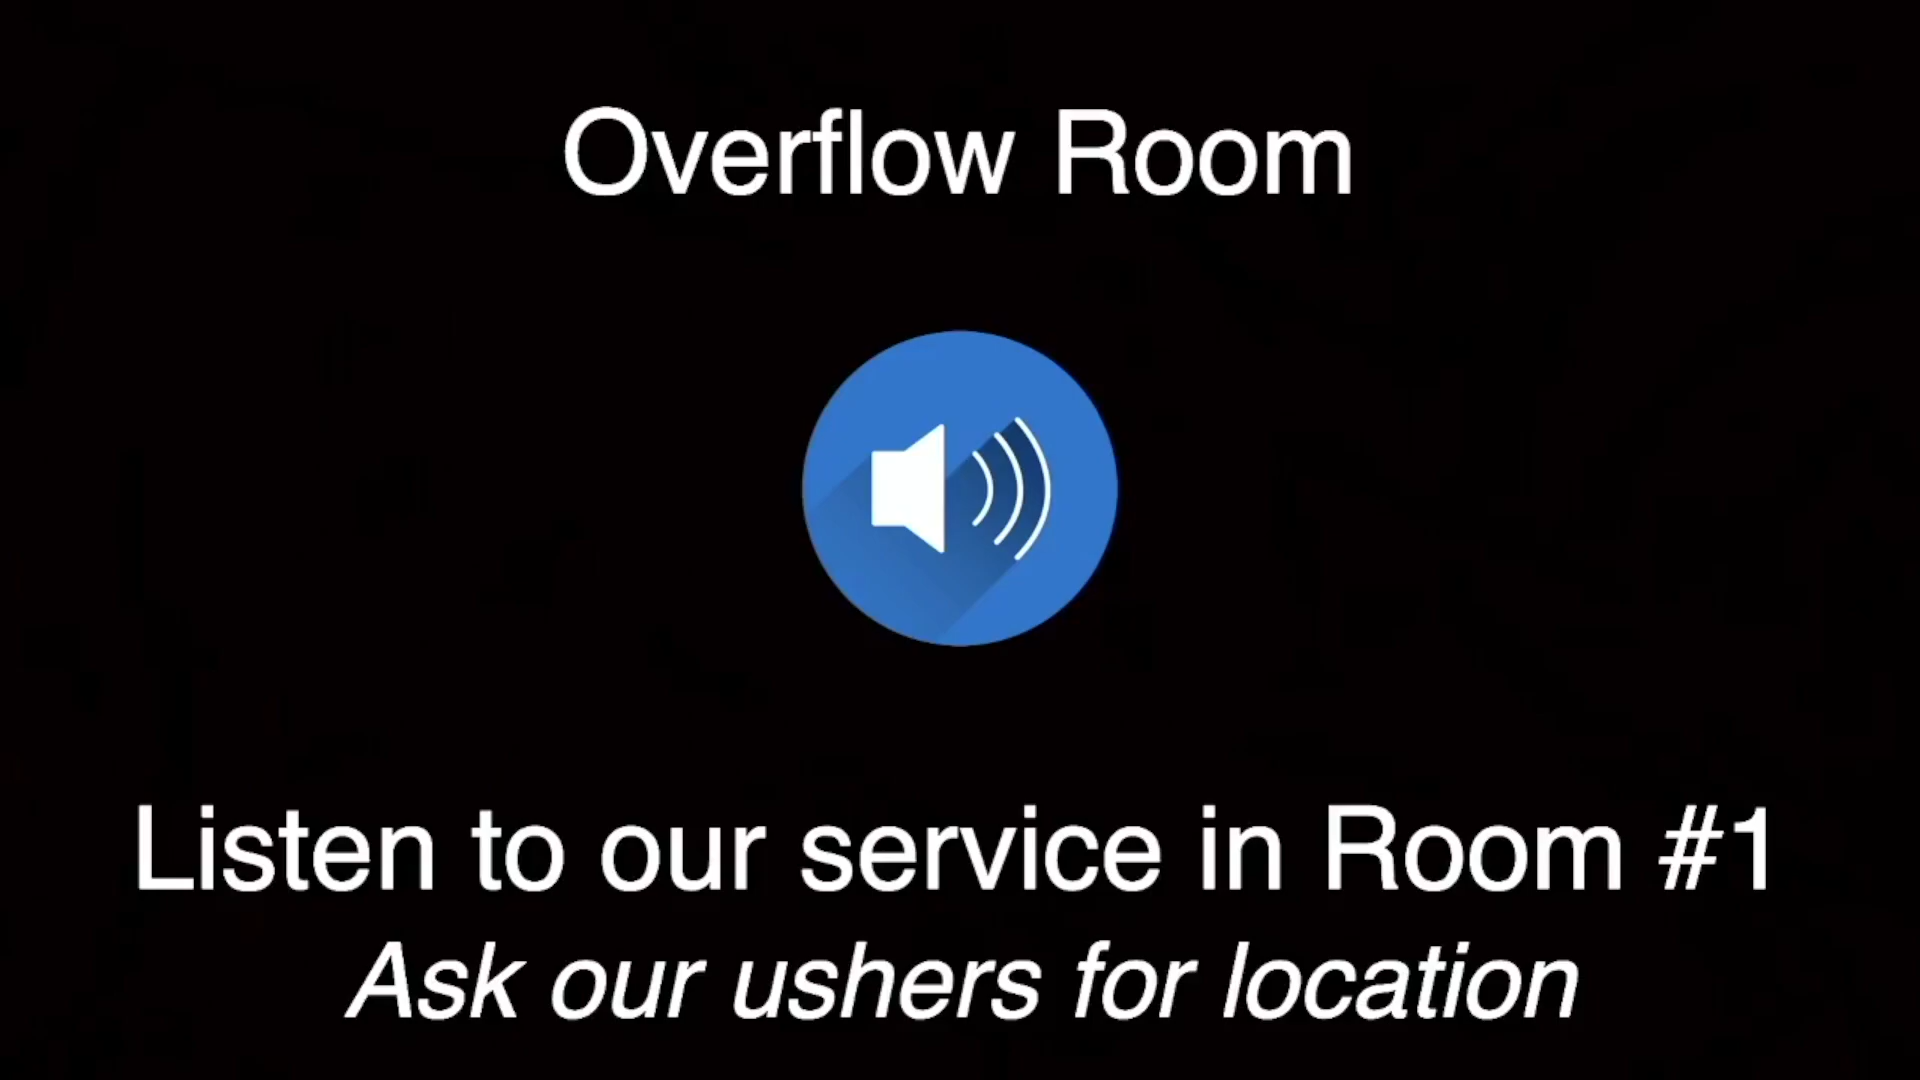 Overflow Room
Listen to our service in Room #1
Ask our ushers for location